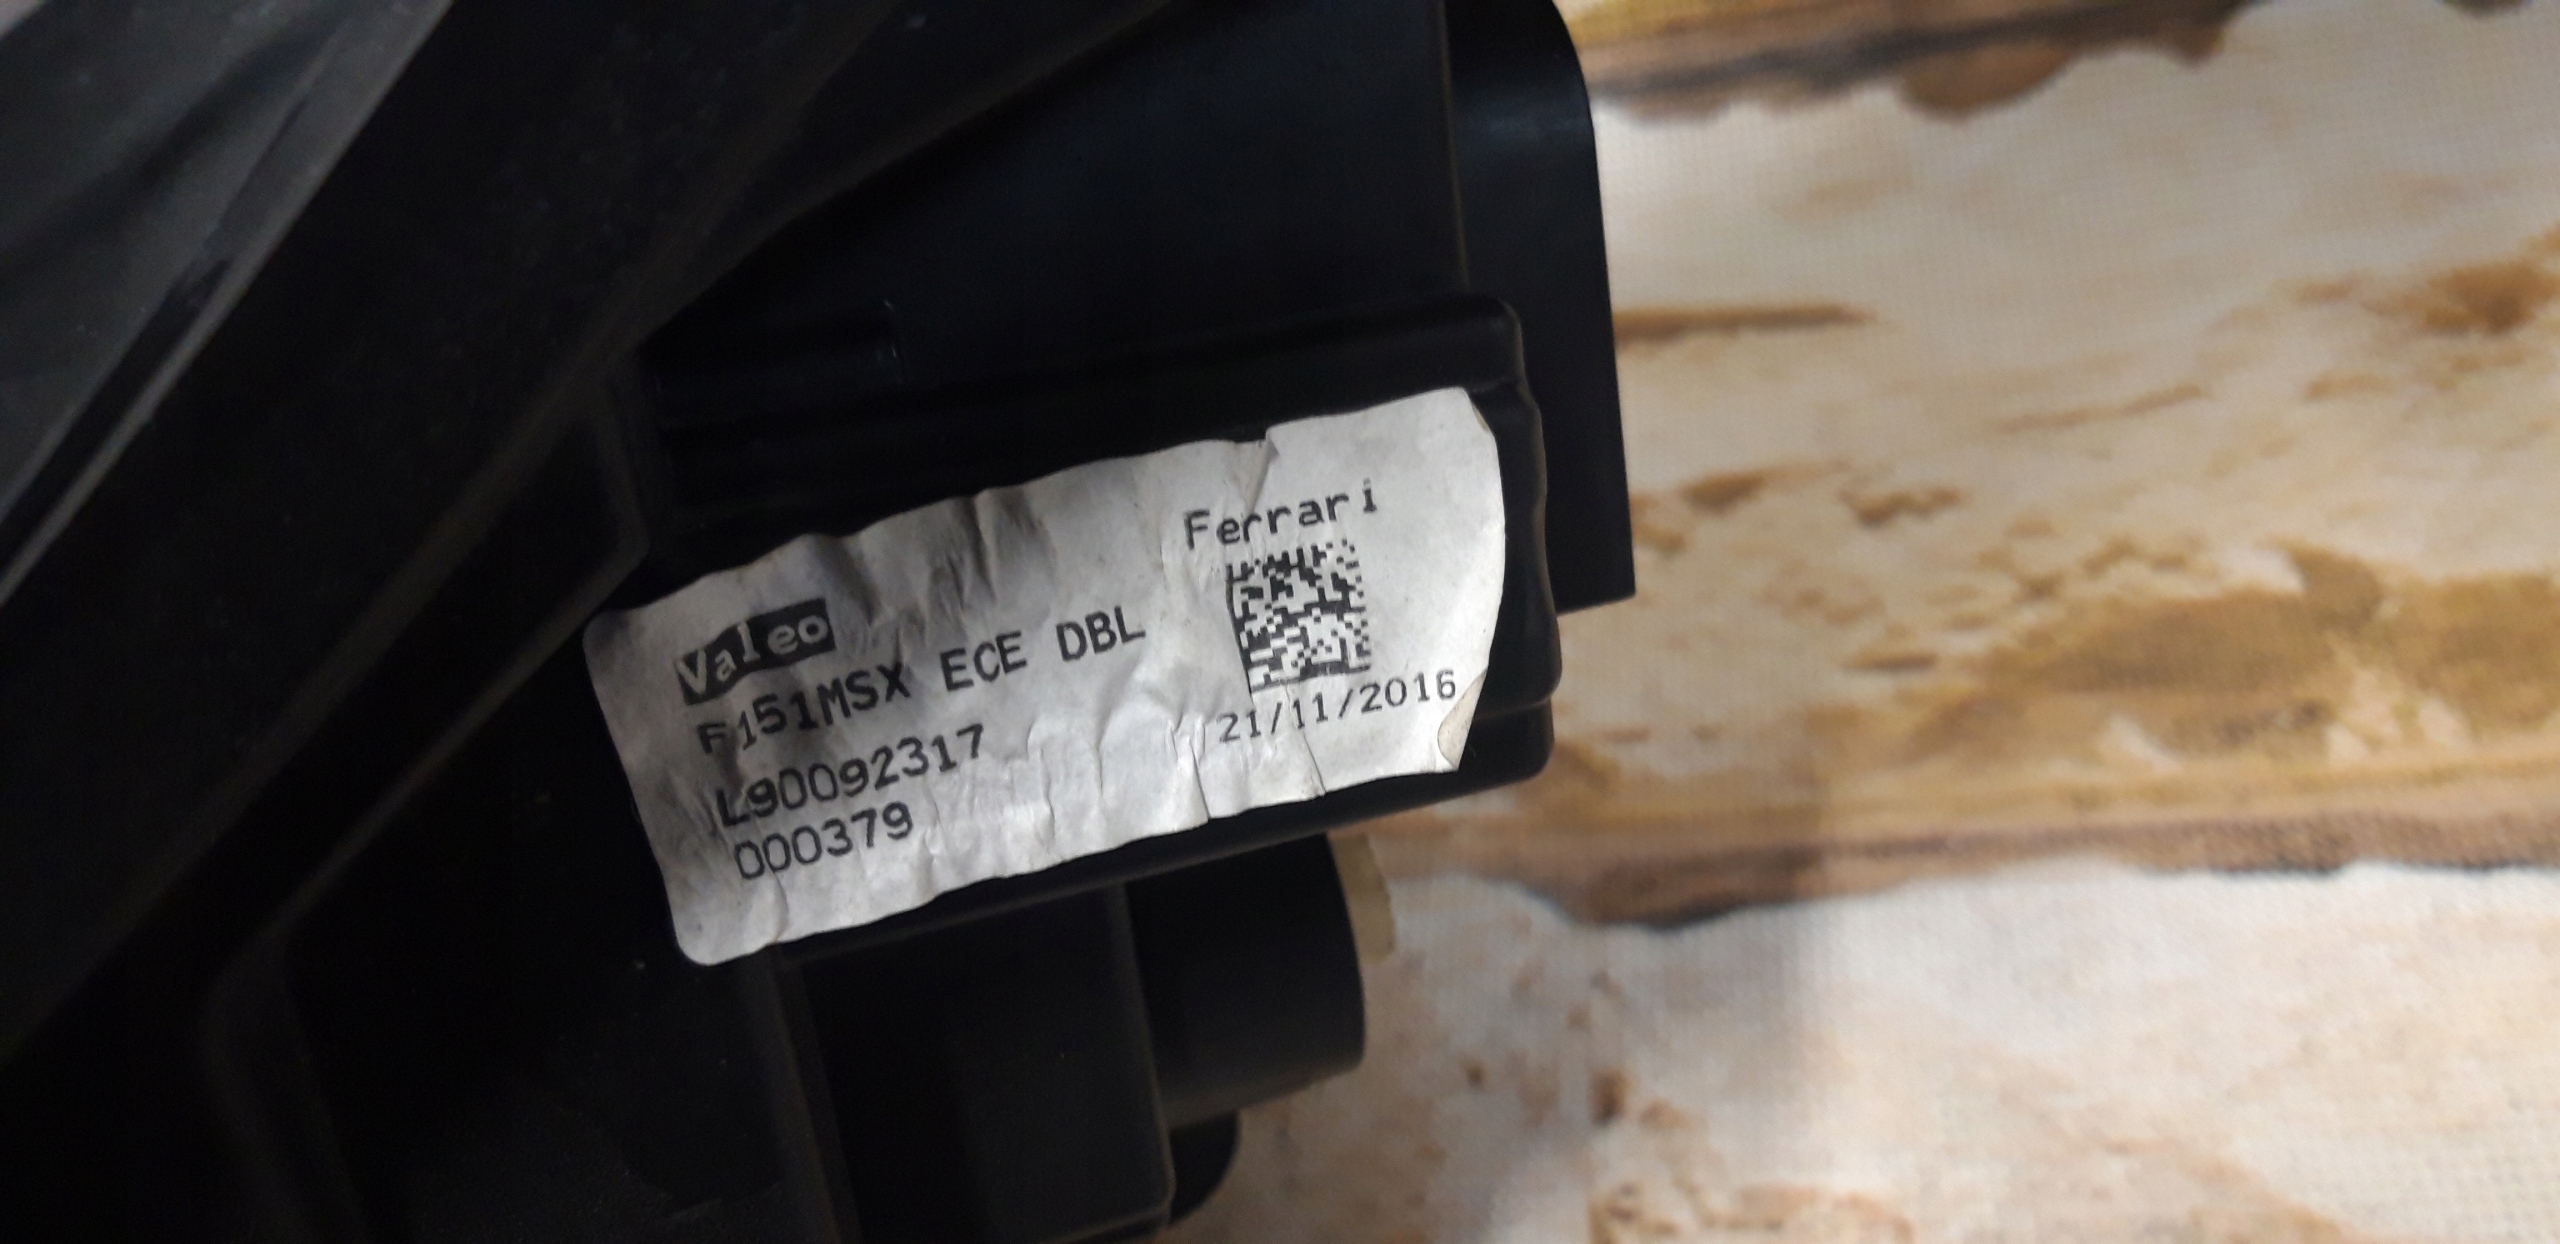 Ferrari
Valeo
F151MSX ECE DBL
L90092317
21/11/2016
000379